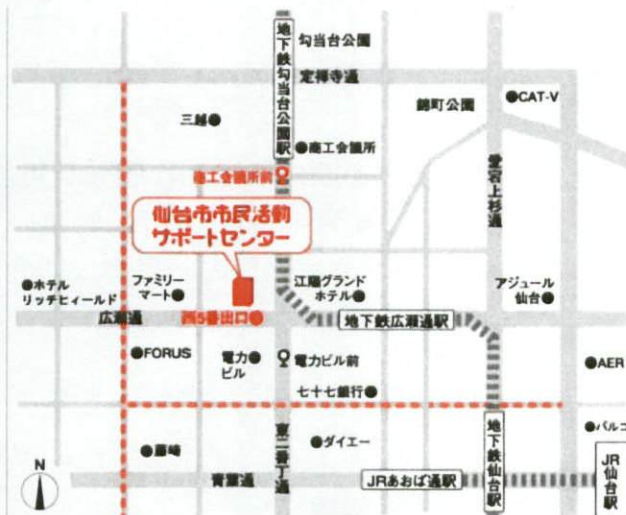 勾当台公園
地下鉄勾当台公園駅
定禅寺通
錦町公園
●CAT-V
三越●
●商工会議所
愛宕上杉通
商工会議所前
仙台市市民活動
サポートセンター
●ホテル
リッチヒィールド
ファミリー
マート●
江陽グランド
ホテル●
アジュール
仙台●
広瀬通
西5番出口●
地下鉄広瀬通駅
●FORUS
電力●
ビル
電力ビル前
●AER
七十七銀行●
●藤崎
東二番丁通
●ダイエー
地下鉄仙台駅
●パルコ
N
青葉通
JRあおば通駅
JR仙台駅